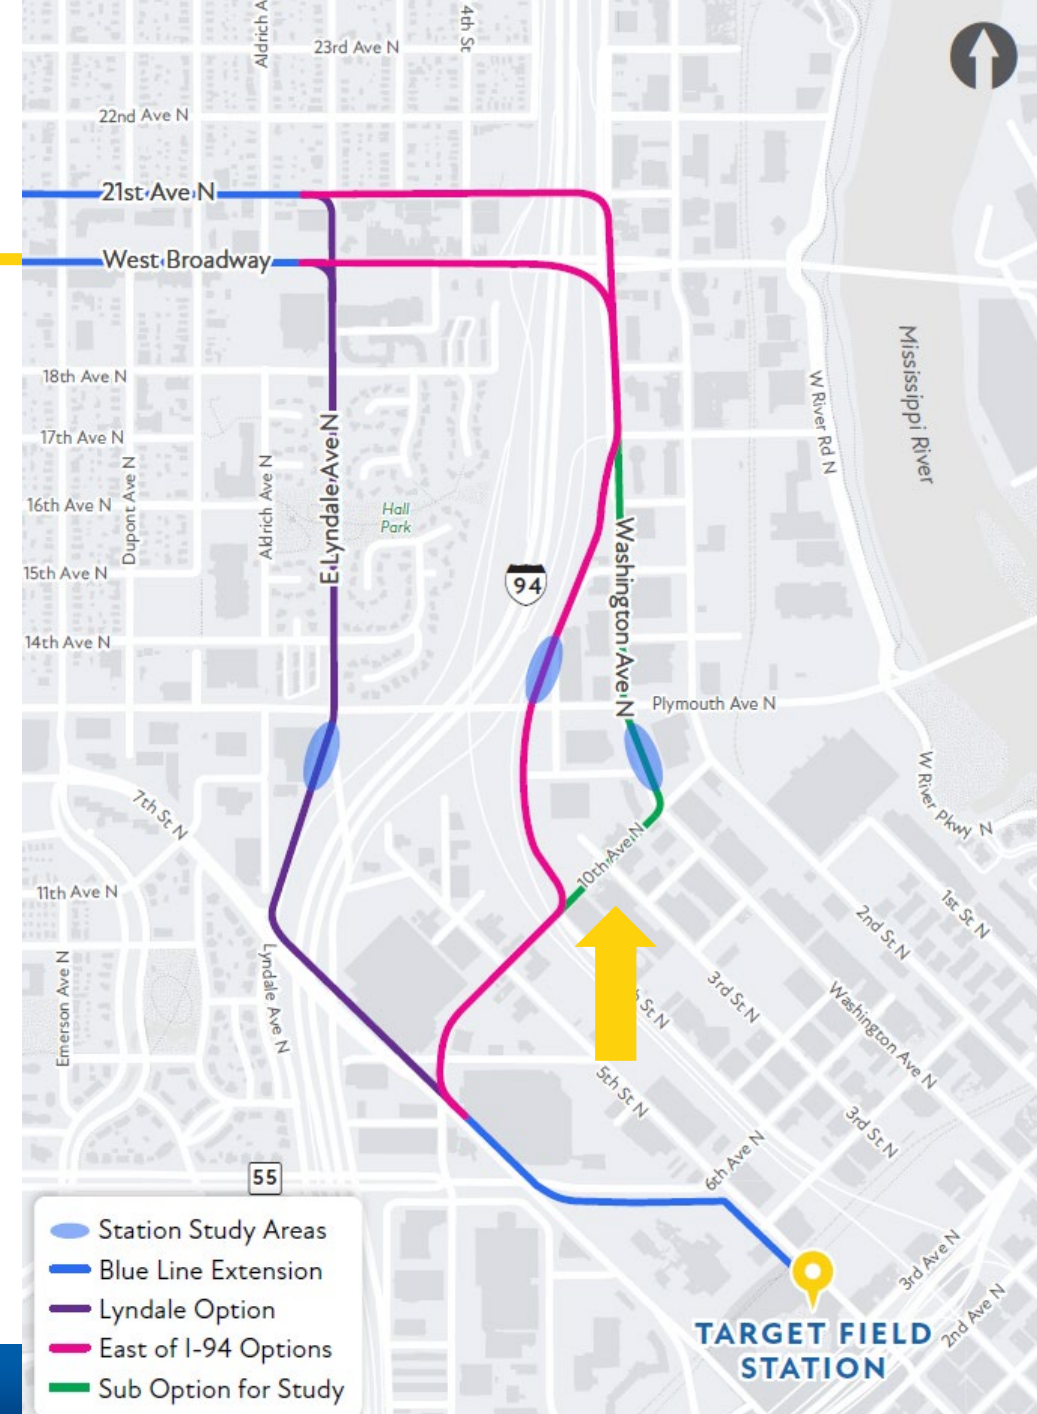 Aldrich A
4th St
23rd Ave N
22nd Ave N
21st Ave N
West Broadway
Mississippi River
18th Ave N
W River Rd N
17th Ave N
E Lyndale Ave N
Dupont Ave N
Aldrich Ave N
16th Ave N
Hall
Park
Washington Ave N
15th Ave N
94
14th Ave N
Plymouth Ave N
W River Pkwy N
7th St N
10th Ave N
11th Ave N
1st St N
2nd St N
Lyndale Ave N
Emerson Ave N
3rd St N
Washington Ave N
h St N
5th St N
3rd St N
6th Ave N
55
3rd Ave N
2nd Ave N
TARGET FIELD
STATION
Station Study Areas
Blue Line Extension
Lyndale Option
East of I-94 Options
Sub Option for Study